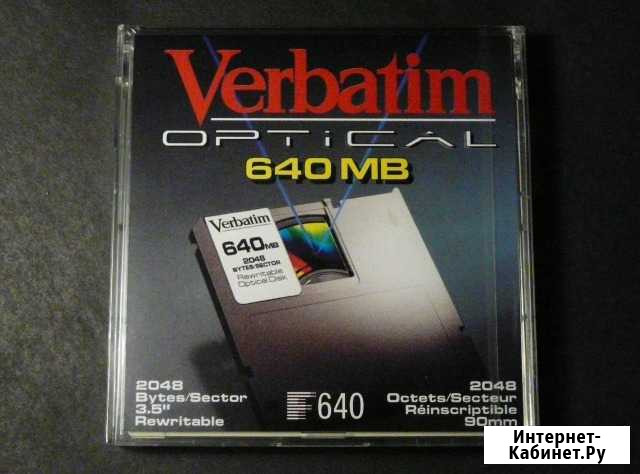 Verbatim
OPTiCAL
640 MB
Verbatim
640MB
2048
BYTES/SECTOR
Rewritable
Optical Disk
2048
Bytes/Sector
3.5"
Rewritable
F640
2048
Octets/Secteur
Réinscriptible
90mm
Интернет-
Кабинет.Ру